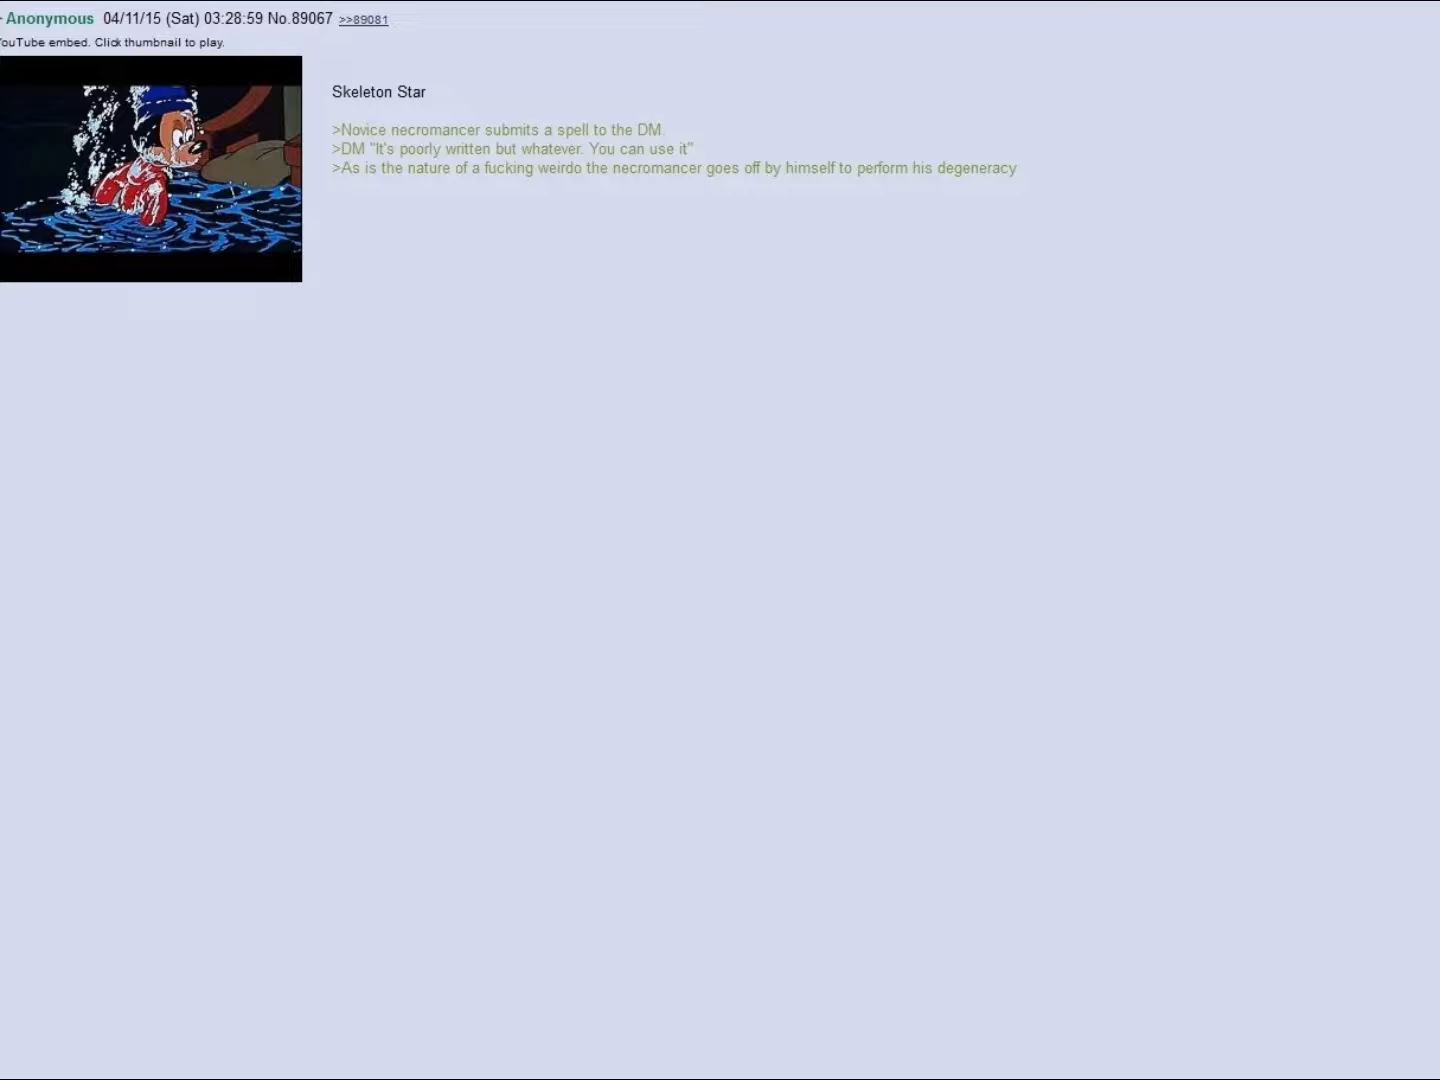 Anonymous 04/11/15 (Sat) 03:28:59 No.89067 >>89081
YouTube embed. Click thumbnail to play.
Skeleton Star
>Novice necromancer submits a spell to the DM.
>DM "It's poorly written but whatever. You can use it"
>As is the nature of a fucking weirdo the necromancer goes off by himself to perform his degeneracy